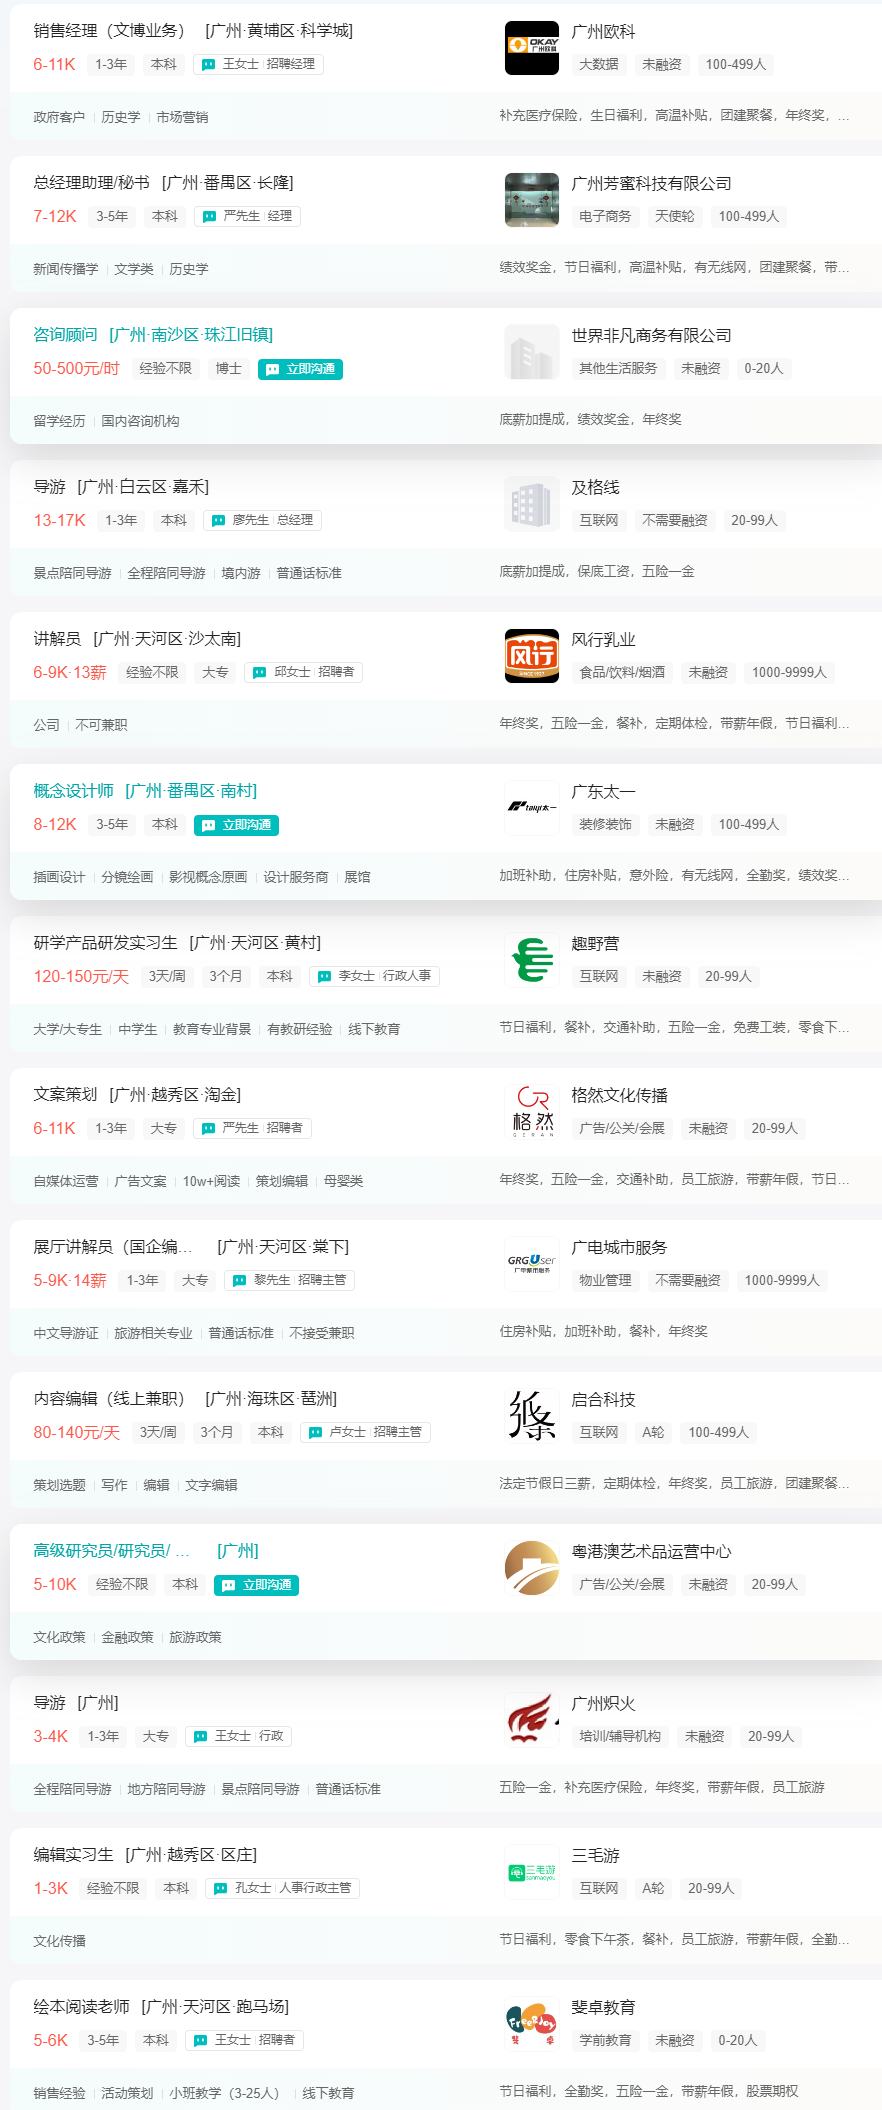 销售经理（文博业务） [广州·黄埔区·科学城]
6-11K 1-3年 本科 王女士 招聘经理
政府客户 历史学 市场营销
OKAY
广州欧科
大数据 未融资 100-499人
补充医疗保险，生日福利，高温补贴，团建聚餐，年终奖，...
总经理助理/秘书 [广州·番禺区·长隆]
7-12K 3-5年 本科 严先生 经理
新闻传播学 文学类 历史学
广州芳蜜科技有限公司
电子商务 天使轮 100-499人
绩效奖金，节日福利，高温补贴，有无线网，团建聚餐，带...
咨询顾问 [广州·南沙区·珠江旧镇]
50-500元/时 经验不限 博士 立即沟通
留学经历 国内咨询机构
世界非凡商务有限公司
其他生活服务 未融资 0-20人
底薪加提成，绩效奖金，年终奖
导游 [广州·白云区·嘉禾]
13-17K 1-3年 本科 廖先生 总经理
景点陪同导游 全程陪同导游 境内游 普通话标准
及格线
互联网 不需要融资 20-99人
底薪加提成，保底工资，五险一金
讲解员 [广州·天河区·沙太南]
6-9K·13薪 经验不限 大专 邱女士 招聘者
公司 不可兼职
风行
SINCE 1927
风行乳业
食品/饮料/烟酒 未融资 1000-9999人
年终奖，五险一金，餐补，定期体检，带薪年假，节日福利...
概念设计师 [广州·番禺区·南村]
8-12K 3-5年 本科 立即沟通
插画设计 分镜绘画 影视概念原画 设计服务商 展馆
taiyi太一
广东太一
装修装饰 未融资 100-499人
加班补助，住房补贴，意外险，有无线网，全勤奖，绩效奖...
研学产品研发实习生 [广州·天河区·黄村]
120-150元/天 3天/周 3个月 本科 李女士 行政人事
大学/大专生 中学生 教育专业背景 有教研经验 线下教育
趣野营
互联网 未融资 20-99人
节日福利，餐补，交通补助，五险一金，免费工装，零食下...
文案策划 [广州·越秀区·淘金]
6-11K 1-3年 大专 严先生 招聘者
自媒体运营 广告文案 10w+阅读 策划编辑 母婴类
格然
GERAN
格然文化传播
广告/公关/会展 未融资 20-99人
年终奖，五险一金，交通补助，员工旅游，带薪年假，节日...
展厅讲解员（国企编... [广州·天河区·棠下]
5-9K·14薪 1-3年 大专 黎先生 招聘主管
中文导游证 旅游相关专业 普通话标准 不接受兼职
GRGUser
广电城市服务
广电城市服务
物业管理 不需要融资 1000-9999人
住房补贴，加班补助，餐补，年终奖
内容编辑（线上兼职） [广州·海珠区·琶洲]
80-140元/天 3天/周 3个月 本科 卢女士 招聘主管
策划选题 写作 编辑 文字编辑
启合科技
互联网 A轮 100-499人
法定节假日三薪，定期体检，年终奖，员工旅游，团建聚餐...
高级研究员/研究员/ ... [广州]
5-10K 经验不限 本科 立即沟通
文化政策 金融政策 旅游政策
粤港澳艺术品运营中心
广告/公关/会展 未融资 20-99人
导游 [广州]
3-4K 1-3年 大专 王女士 行政
全程陪同导游 地方陪同导游 景点陪同导游 普通话标准
广州炽火
培训/辅导机构 未融资 20-99人
五险一金，补充医疗保险，年终奖，带薪年假，员工旅游
编辑实习生 [广州·越秀区·区庄]
1-3K 经验不限 本科 孔女士 人事行政主管
文化传播
三毛游
sanmaoyou
三毛游
互联网 A轮 20-99人
节日福利，零食下午茶，餐补，员工旅游，带薪年假，全勤...
绘本阅读老师 [广州·天河区·跑马场]
5-6K 3-5年 本科 王女士 招聘者
销售经验 活动策划 小班教学（3-25人） 线下教育
Free2Joy
斐卓
斐卓教育
学前教育 未融资 0-20人
节日福利，全勤奖，五险一金，带薪年假，股票期权